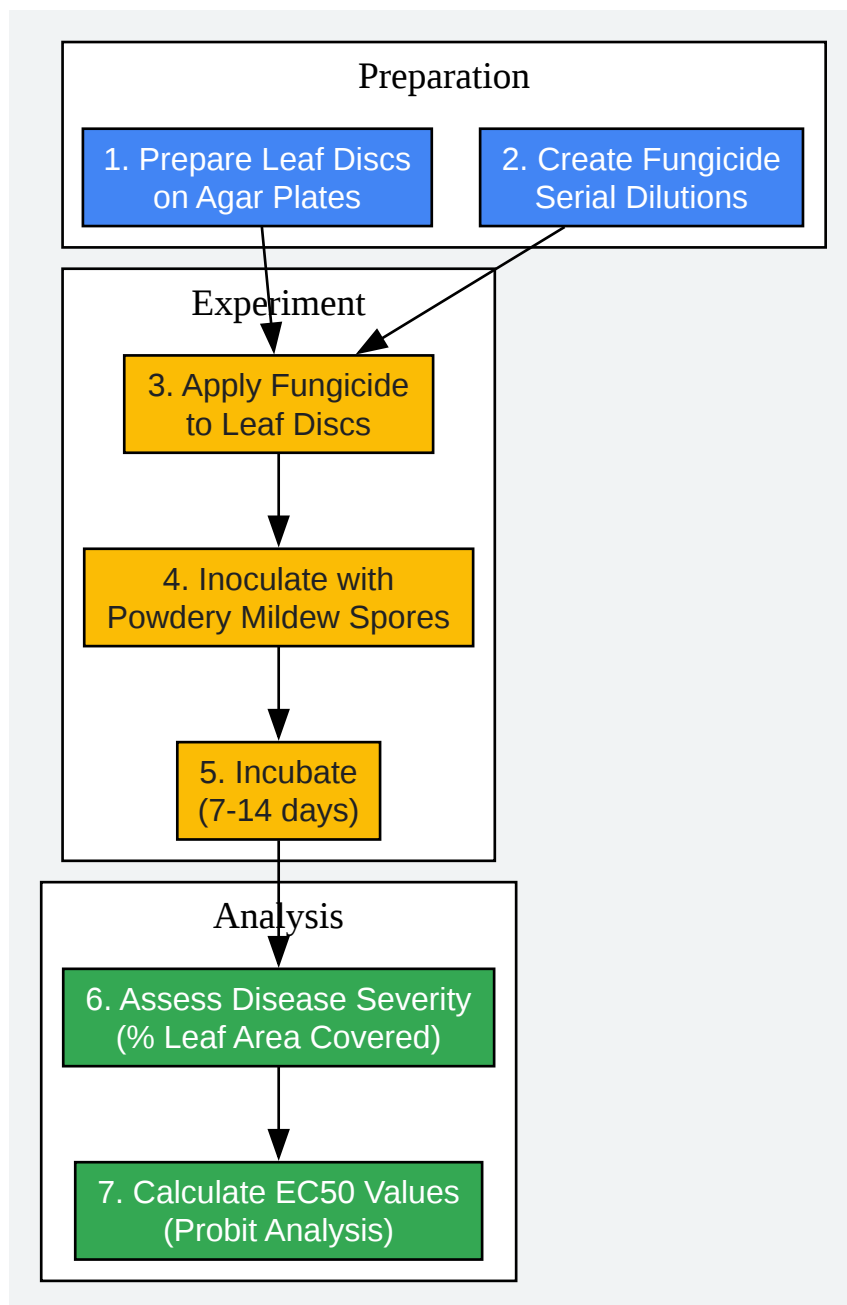 Preparation
1. Prepare Leaf Discs
on Agar Plates
2. Create Fungicide
Serial Dilutions
Experiment
3. Apply Fungicide
to Leaf Discs
4. Inoculate with
Powdery Mildew Spores
5. Incubate
(7-14 days)
Analysis
6. Assess Disease Severity
(% Leaf Area Covered)
7. Calculate EC50 Values
(Probit Analysis)